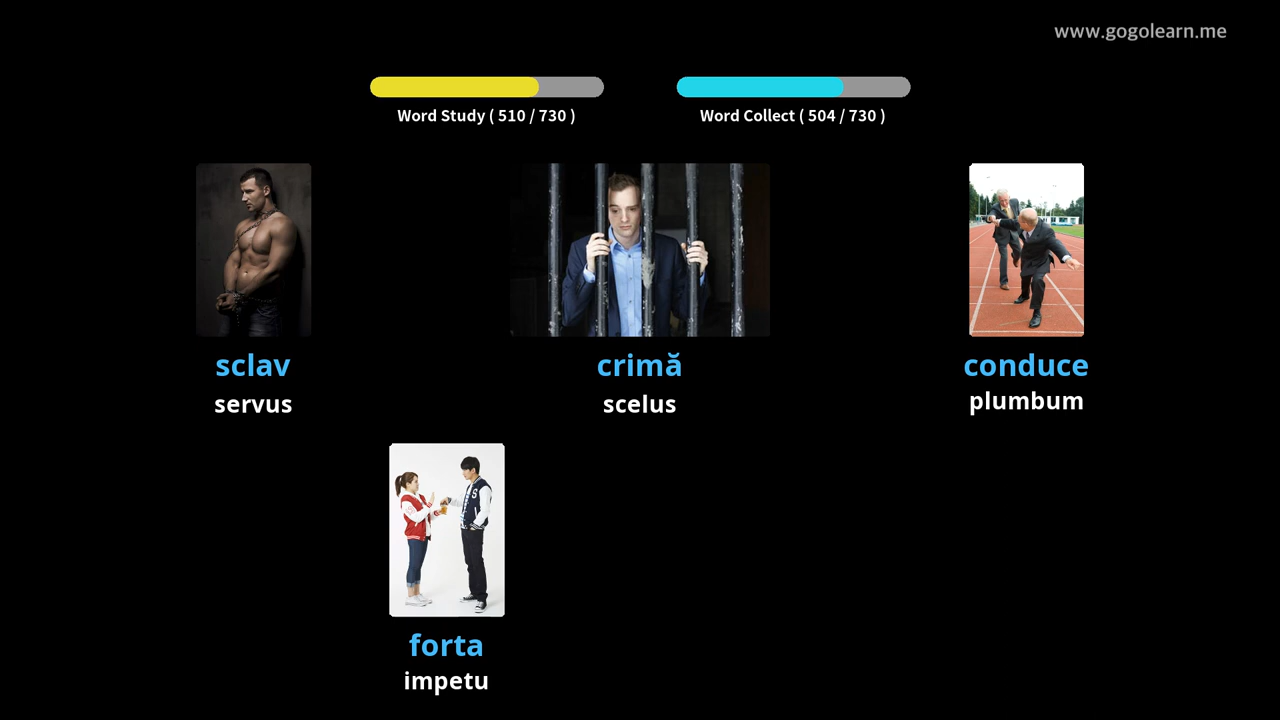 www.gogolearn.me
Word Study ( 510 / 730 )
Word Collect ( 504 / 730 )
sclav
servus
crimă
scelus
conduce
plumbum
S
forta
impetu